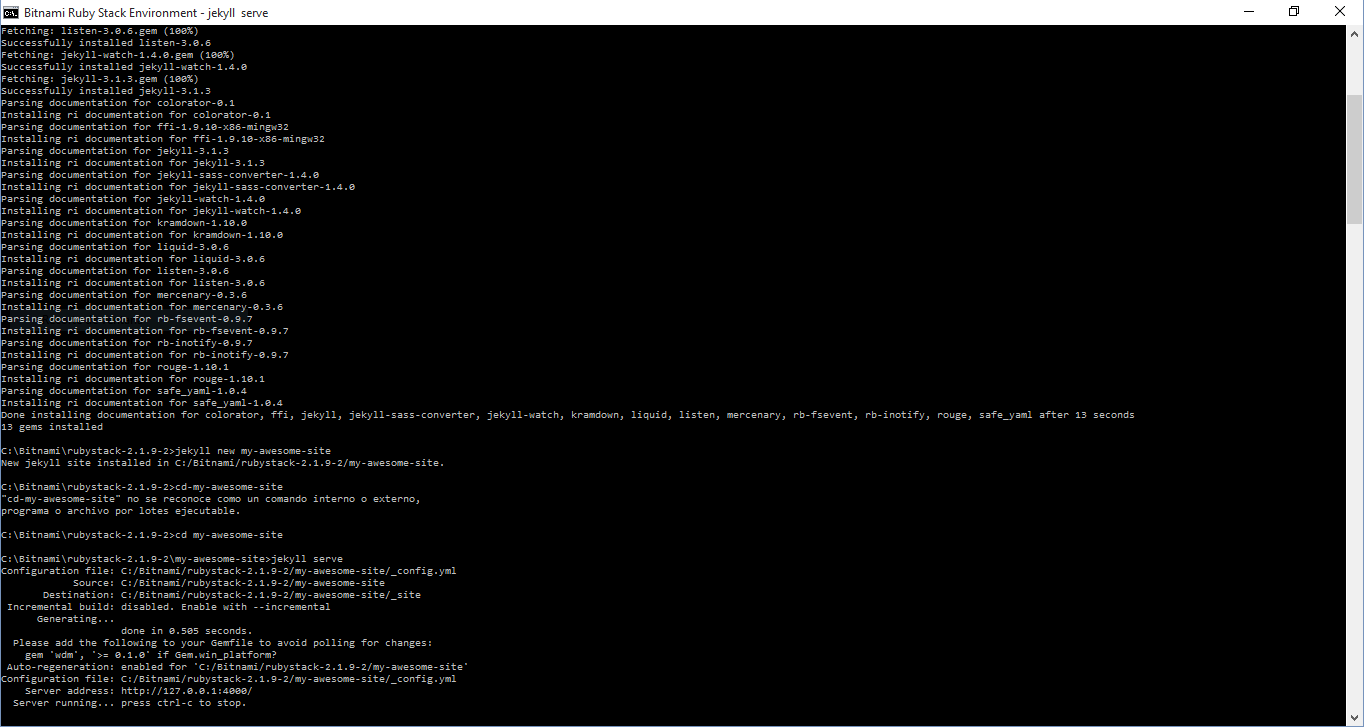 Bitnami Ruby Stack Environment - jekyll  serve
Fetching: listen-3.0.6.gem (100%)
Successfully installed listen-3.0.6
Fetching: jekyll-watch-1.4.0.gem (100%)
Successfully installed jekyll-watch-1.4.0
Fetching: jekyll-3.1.3.gem (100%)
Successfully installed jekyll-3.1.3
Parsing documentation for colorator-0.1
Installing ri documentation for colorator-0.1
Parsing documentation for ffi-1.9.10-x86-mingw32
Installing ri documentation for ffi-1.9.10-x86-mingw32
Parsing documentation for jekyll-3.1.3
Installing ri documentation for jekyll-3.1.3
Parsing documentation for jekyll-sass-converter-1.4.0
Installing ri documentation for jekyll-sass-converter-1.4.0
Parsing documentation for jekyll-watch-1.4.0
Installing ri documentation for jekyll-watch-1.4.0
Parsing documentation for kramdown-1.10.0
Installing ri documentation for kramdown-1.10.0
Parsing documentation for liquid-3.0.6
Installing ri documentation for liquid-3.0.6
Parsing documentation for listen-3.0.6
Installing ri documentation for listen-3.0.6
Parsing documentation for mercenary-0.3.6
Installing ri documentation for mercenary-0.3.6
Parsing documentation for rb-fsevent-0.9.7
Installing ri documentation for rb-fsevent-0.9.7
Parsing documentation for rb-inotify-0.9.7
Installing ri documentation for rb-inotify-0.9.7
Parsing documentation for rouge-1.10.1
Installing ri documentation for rouge-1.10.1
Parsing documentation for safe_yaml-1.0.4
Installing ri documentation for safe_yaml-1.0.4
Done installing documentation for colorator, ffi, jekyll, jekyll-sass-converter, jekyll-watch, kramdown, liquid, listen, mercenary, rb-fsevent, rb-inotify, rouge, safe_yaml after 13 seconds
13 gems installed
C:\Bitnami\rubystack-2.1.9-2>jekyll new my-awesome-site
New jekyll site installed in C:/Bitnami/rubystack-2.1.9-2/my-awesome-site.
C:\Bitnami\rubystack-2.1.9-2>cd-my-awesome-site
"cd-my-awesome-site" no se reconoce como un comando interno o externo,
programa o archivo por lotes ejecutable.
C:\Bitnami\rubystack-2.1.9-2>cd my-awesome-site
C:\Bitnami\rubystack-2.1.9-2\my-awesome-site>jekyll serve
Configuration file: C:/Bitnami/rubystack-2.1.9-2/my-awesome-site/_config.yml
Source: C:/Bitnami/rubystack-2.1.9-2/my-awesome-site
Destination: C:/Bitnami/rubystack-2.1.9-2/my-awesome-site/_site
Incremental build: disabled. Enable with --incremental
Generating...
done in 0.505 seconds.
Please add the following to your Gemfile to avoid polling for changes:
gem 'wdm', '>= 0.1.0' if Gem.win_platform?
Auto-regeneration: enabled for 'C:/Bitnami/rubystack-2.1.9-2/my-awesome-site'
Configuration file: C:/Bitnami/rubystack-2.1.9-2/my-awesome-site/_config.yml
Server address: http://127.0.0.1:4000/
Server running... press ctrl-c to stop.